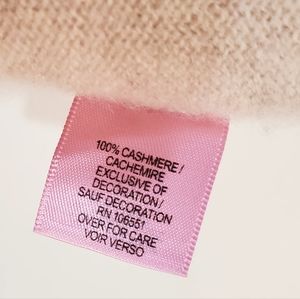 100% CASHMERE/
CACHEMIRE
EXCLUSIVE OF
DECORATION/
SAUF DECORATION
RN 106551
OVER FOR CARE
VOIR VERSO